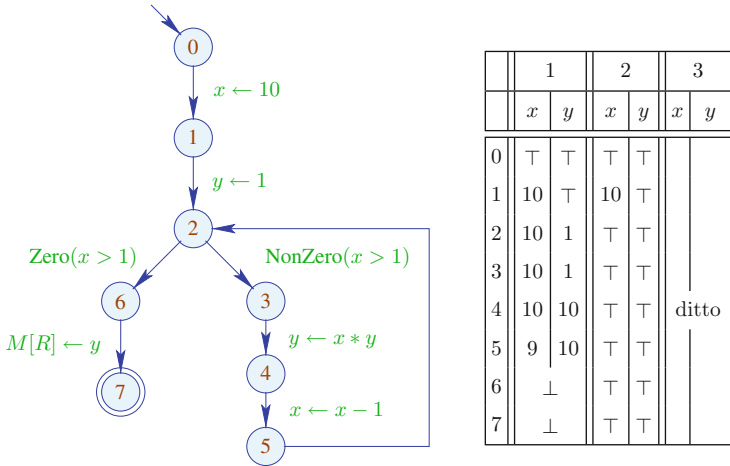 0
x ← 10
1
y ← 1
2
Zero(x > 1)
NonZero(x > 1)
6
3
M[R] ← y
y ← x ∗ y
7
4
x ← x − 1
5
1 2 3
x y x y x y
0 ⊤ ⊤ ⊤ ⊤
1 10 ⊤ 10 ⊤
2 10 1 ⊤ ⊤
3 10 1 ⊤ ⊤
4 10 10 ⊤ ⊤ ditto
5 9 10 ⊤ ⊤
6 ⊥ ⊤ ⊤
7 ⊥ ⊤ ⊤